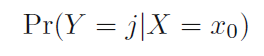 Pr(Y = j|X = x₀)